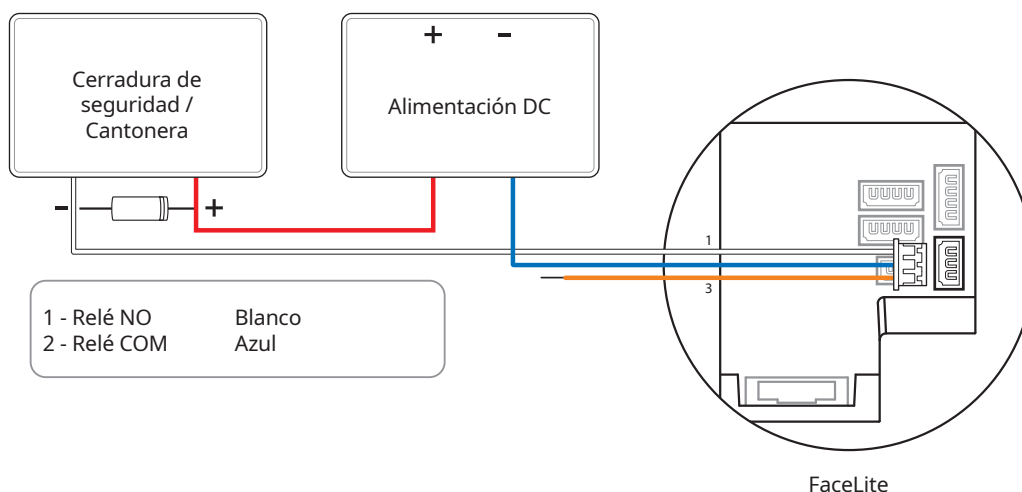 Cerradura de
seguridad /
Cantonera
+ -
Alimentación DC
- +
1
3
1 - Relé NO Blanco
2 - Relé COM Azul
FaceLite